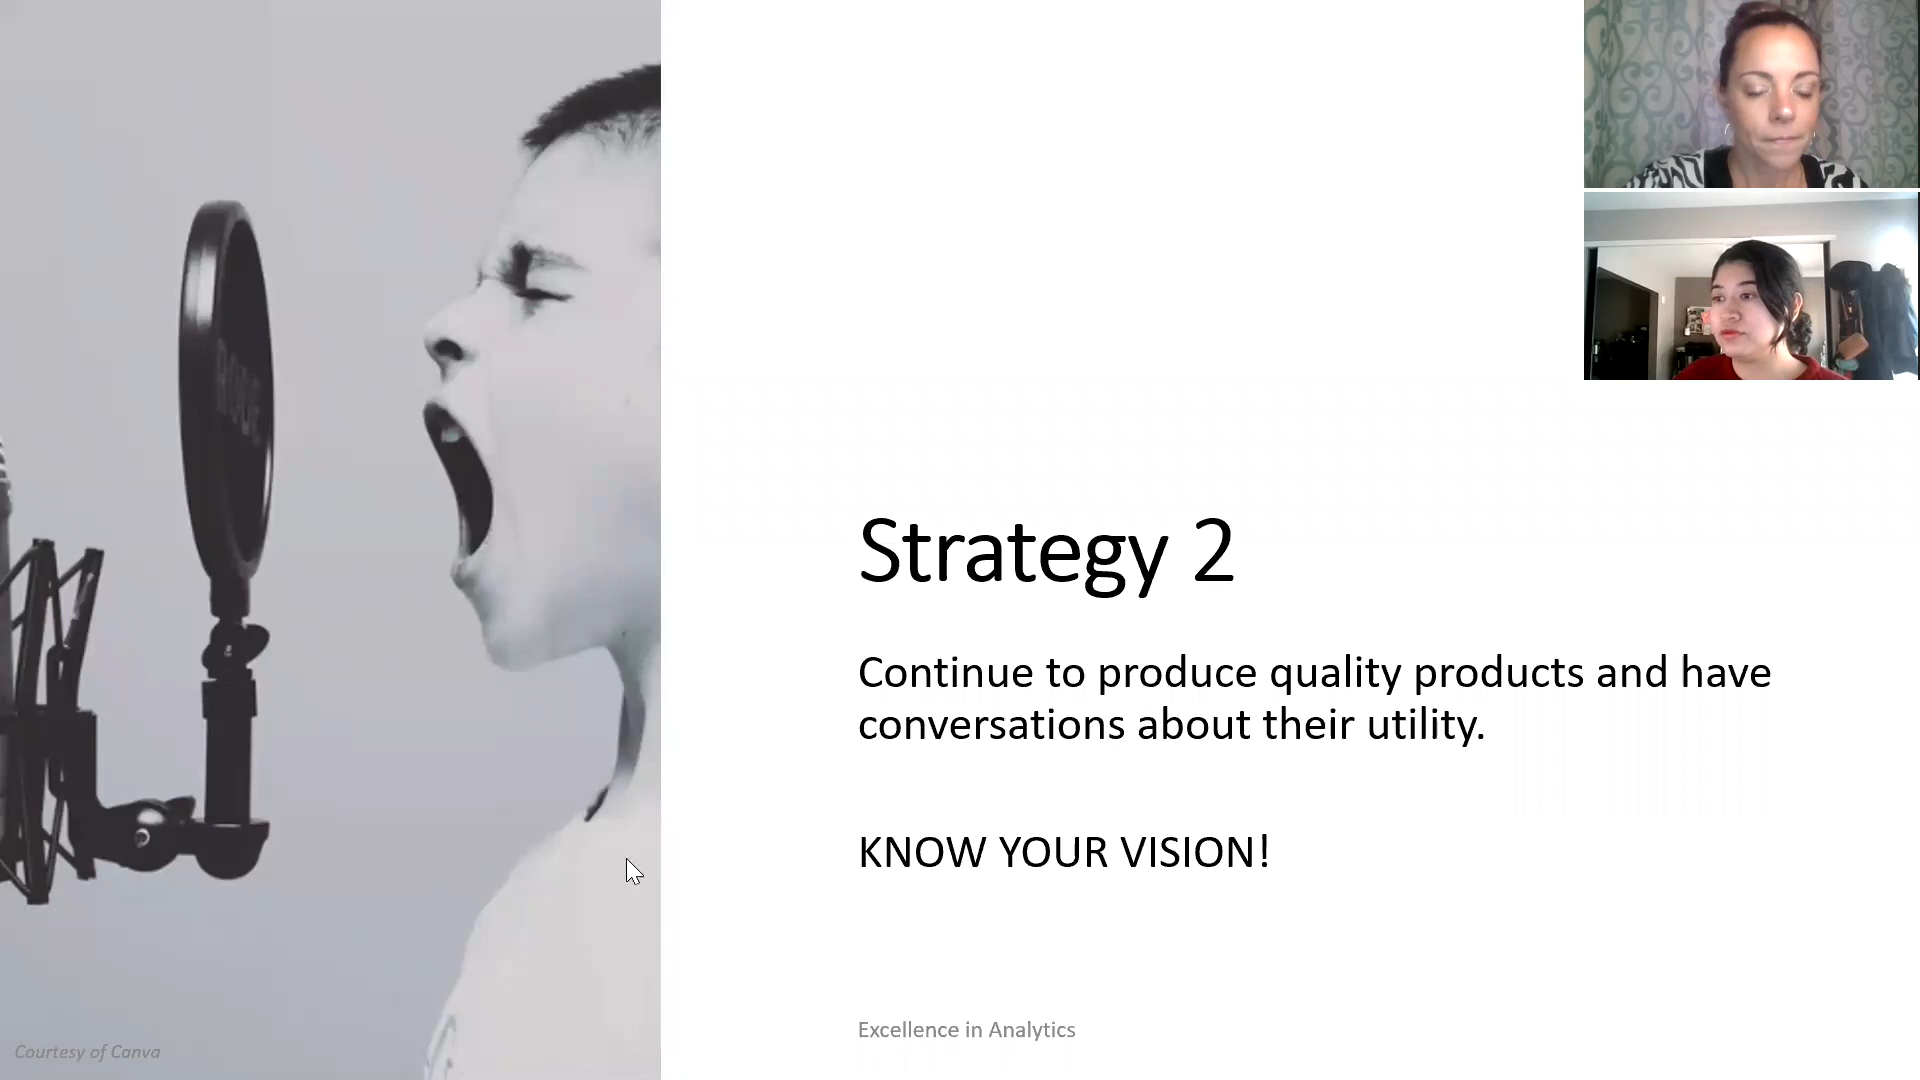 Strategy 2
Continue to produce quality products and have
conversations about their utility.
KNOW YOUR VISION!
Excellence in Analytics
Courtesy of Canva